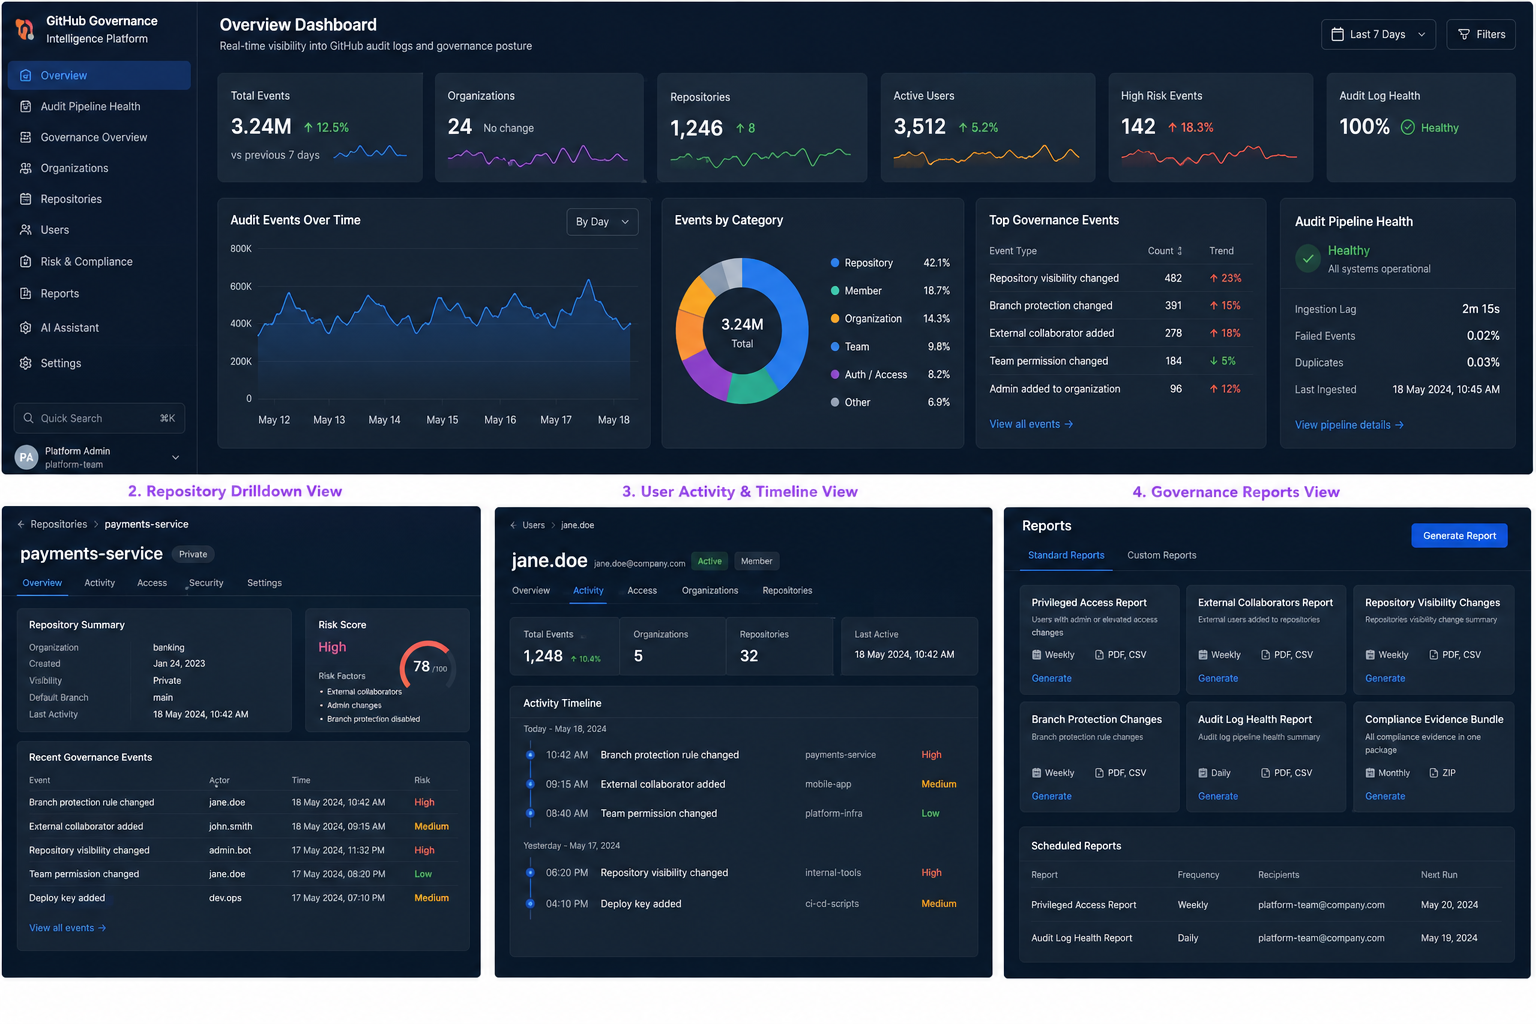 GitHub Governance
Intelligence Platform
Overview
Audit Pipeline Health
Governance Overview
Organizations
Repositories
Users
Risk & Compliance
Reports
AI Assistant
Settings
Quick Search ⌘K
PA
Platform Admin
platform-team
Overview Dashboard
Real-time visibility into GitHub audit logs and governance posture
Last 7 Days
Filters
Total Events
3.24M ↑ 12.5%
vs previous 7 days
Organizations
24 No change
Repositories
1,246 ↑ 8
Active Users
3,512 ↑ 5.2%
High Risk Events
142 ↑ 18.3%
Audit Log Health
100% Healthy
Audit Events Over Time
By Day
800K
600K
400K
200K
0
May 12 May 13 May 14 May 15 May 16 May 17 May 18
Events by Category
3.24M
Total
Repository 42.1%
Member 18.7%
Organization 14.3%
Team 9.8%
Auth / Access 8.2%
Other 6.9%
Top Governance Events
Event Type Count Trend
Repository visibility changed 482 ↑ 23%
Branch protection changed 391 ↑ 15%
External collaborator added 278 ↑ 18%
Team permission changed 184 ↓ 5%
Admin added to organization 96 ↑ 12%
View all events →
Audit Pipeline Health
Healthy
All systems operational
Ingestion Lag 2m 15s
Failed Events 0.02%
Duplicates 0.03%
Last Ingested 18 May 2024, 10:45 AM
View pipeline details →
2. Repository Drilldown View
← Repositories > payments-service
payments-service Private
Overview Activity Access Security Settings
Repository Summary
Organization banking
Created Jan 24, 2023
Visibility Private
Default Branch main
Last Activity 18 May 2024, 10:42 AM
Risk Score
High
78 /100
Risk Factors
• External collaborators
• Admin changes
• Branch protection disabled
Recent Governance Events
Event Actor Time Risk
Branch protection rule changed jane.doe 18 May 2024, 10:42 AM High
External collaborator added john.smith 18 May 2024, 09:15 AM Medium
Repository visibility changed admin.bot 17 May 2024, 11:32 PM High
Team permission changed jane.doe 17 May 2024, 08:20 PM Low
Deploy key added dev.ops 17 May 2024, 07:10 PM Medium
View all events →
3. User Activity & Timeline View
← Users > jane.doe
jane.doe jane.doe@company.com Active Member
Overview Activity Access Organizations Repositories
Total Events
1,248 ↑ 10.4%
Organizations
5
Repositories
32
Last Active
18 May 2024, 10:42 AM
Activity Timeline
Today - May 18, 2024
10:42 AM Branch protection rule changed payments-service High
09:15 AM External collaborator added mobile-app Medium
08:40 AM Team permission changed platform-infra Low
Yesterday - May 17, 2024
06:20 PM Repository visibility changed internal-tools High
04:10 PM Deploy key added ci-cd-scripts Medium
4. Governance Reports View
Reports
Generate Report
Standard Reports Custom Reports
Privileged Access Report
Users with admin or elevated access
changes
Weekly PDF, CSV
Generate
External Collaborators Report
External users added to repositories
Weekly PDF, CSV
Generate
Repository Visibility Changes
Repositories visibility change summary
Weekly PDF, CSV
Generate
Branch Protection Changes
Branch protection rule changes
Weekly PDF, CSV
Generate
Audit Log Health Report
Audit log pipeline health summary
Daily PDF, CSV
Generate
Compliance Evidence Bundle
All compliance evidence in one
package
Monthly ZIP
Generate
Scheduled Reports
Report Frequency Recipients Next Run
Privileged Access Report Weekly platform-team@company.com May 20, 2024
Audit Log Health Report Daily platform-team@company.com May 19, 2024